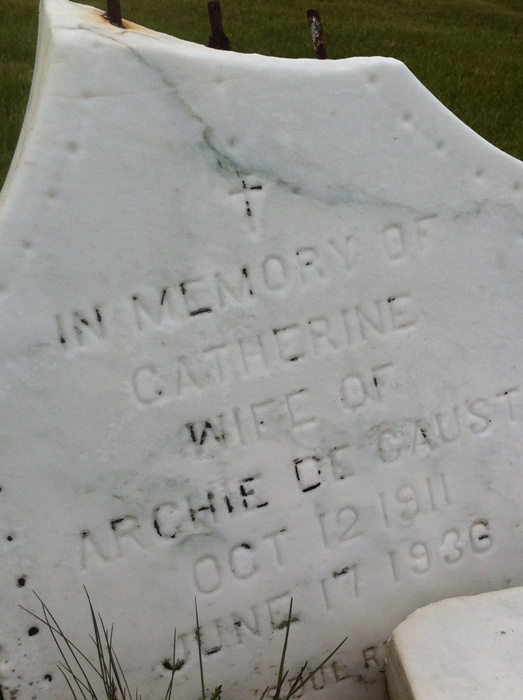 IN MEMORY OF
CATHERINE
WIFE OF
ARCHIE DE CAUST
OCT 12 1911
JUNE 17 1936